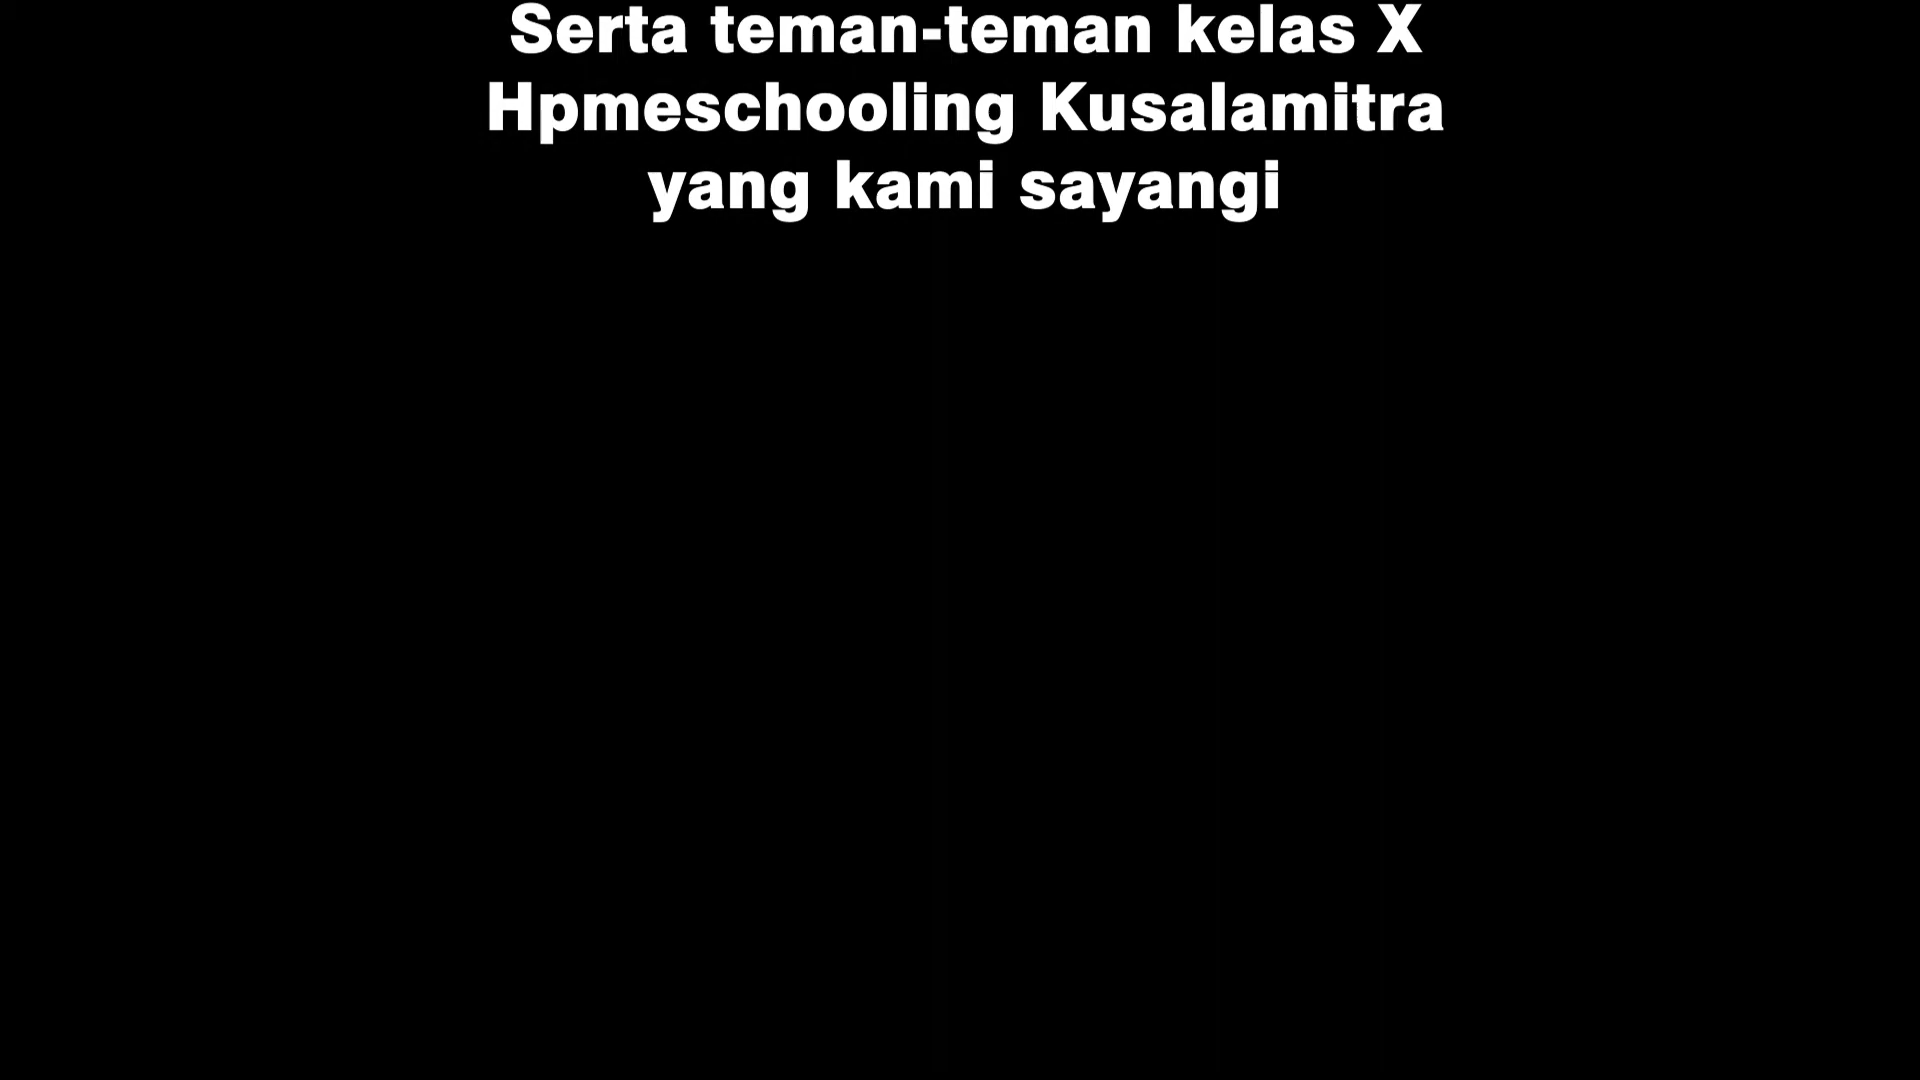 Serta teman-teman kelas X
Hpmeschooling Kusalamitra
yang kami sayangi